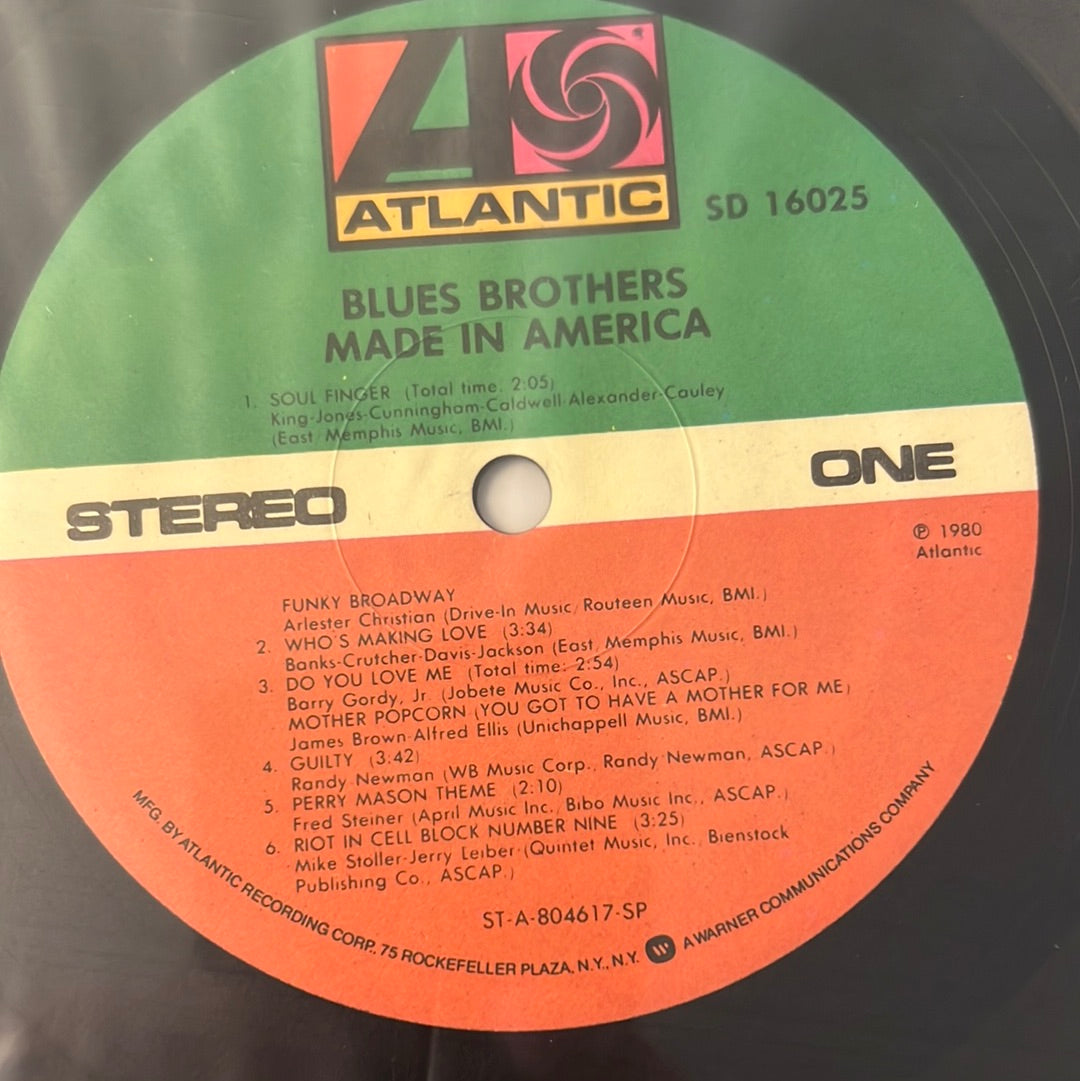 ATLANTIC
SD 16025
BLUES BROTHERS
MADE IN AMERICA
1. SOUL FINGER (Total time: 2:05)
King-Jones-Cunningham-Caldwell-Alexander-Cauley
(East/Memphis Music, BMI.)
STEREO
ONE
℗ 1980
Atlantic
FUNKY BROADWAY
Arlester Christian (Drive-In Music/Routeen Music, BMI.)
2. WHO'S MAKING LOVE (3:34)
Banks-Crutcher-Davis-Jackson (East/Memphis Music, BMI.)
3. DO YOU LOVE ME (Total time: 2:54)
Barry Gordy, Jr. (Jobete Music Co., Inc., ASCAP.)
MOTHER POPCORN (YOU GOT TO HAVE A MOTHER FOR ME)
James Brown-Alfred Ellis (Unichappell Music, BMI.)
4. GUILTY (3:42)
Randy Newman (WB Music Corp., Randy Newman, ASCAP.)
5. PERRY MASON THEME (2:10)
Fred Steiner (April Music Inc./Bibo Music Inc., ASCAP.)
6. RIOT IN CELL BLOCK NUMBER NINE (3:25)
Mike Stoller-Jerry Leiber (Quintet Music, Inc., Bienstock
Publishing Co., ASCAP.)
ST-A-804617-SP
MFG. BY ATLANTIC RECORDING CORP., 75 ROCKEFELLER PLAZA, N.Y., N.Y. A WARNER COMMUNICATIONS COMPANY